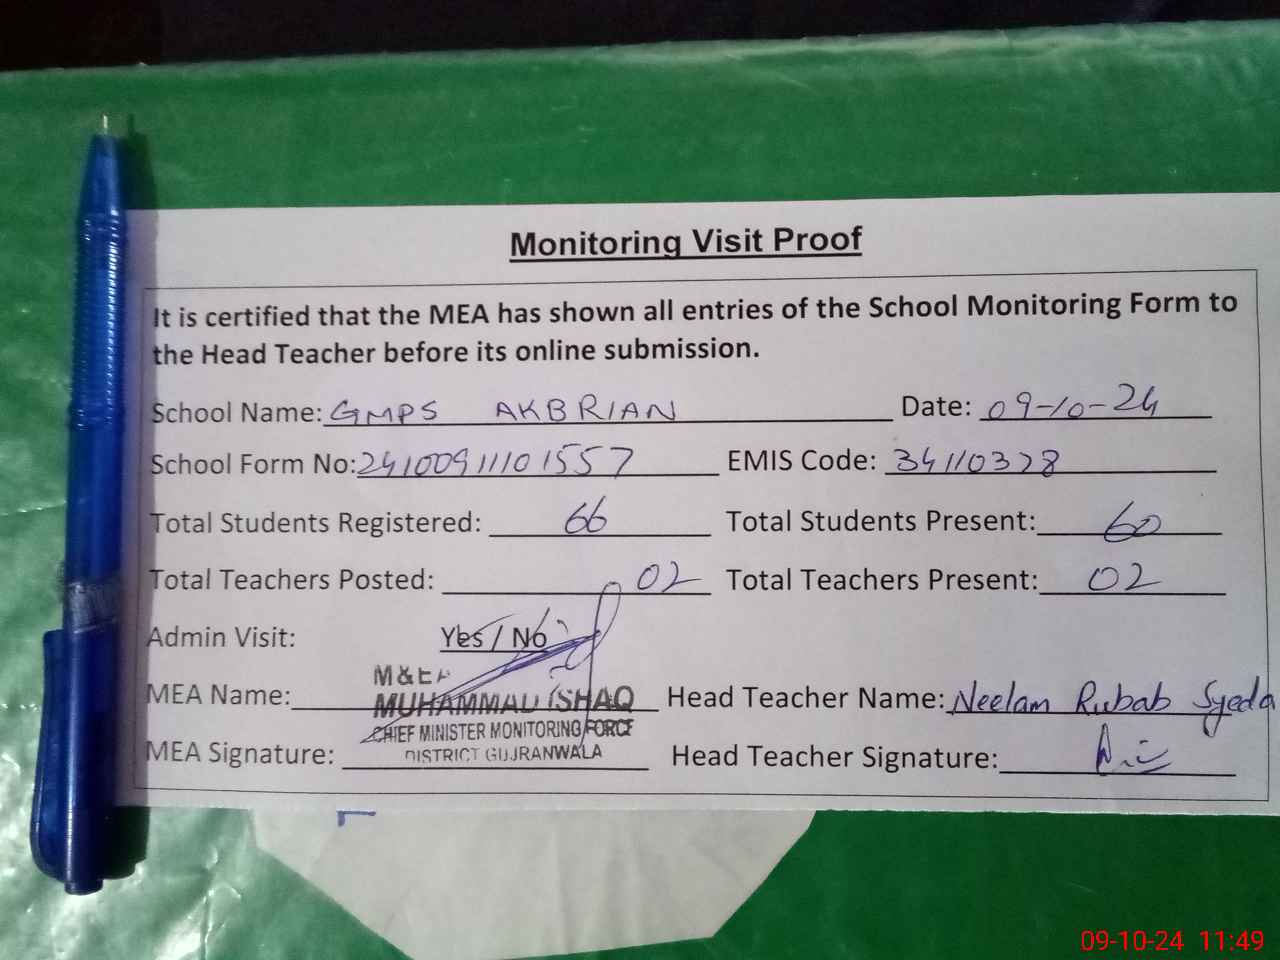 Monitoring Visit Proof
It is certified that the MEA has shown all entries of the School Monitoring Form to
the Head Teacher before its online submission.
School Name: GMPS AKBRIAN Date: 09-10-24
School Form No: 24100911101557 EMIS Code: 34110328
Total Students Registered: 66 Total Students Present: 60
Total Teachers Posted: 02 Total Teachers Present: 02
Admin Visit: Yes / No
M&EA
MEA Name: MUHAMMAD ISHAQ Head Teacher Name: Neelam Rubab Syeda
CHIEF MINISTER MONITORING FORCE
MEA Signature: DISTRICT GUJRANWALA Head Teacher Signature:
09-10-24 11:49